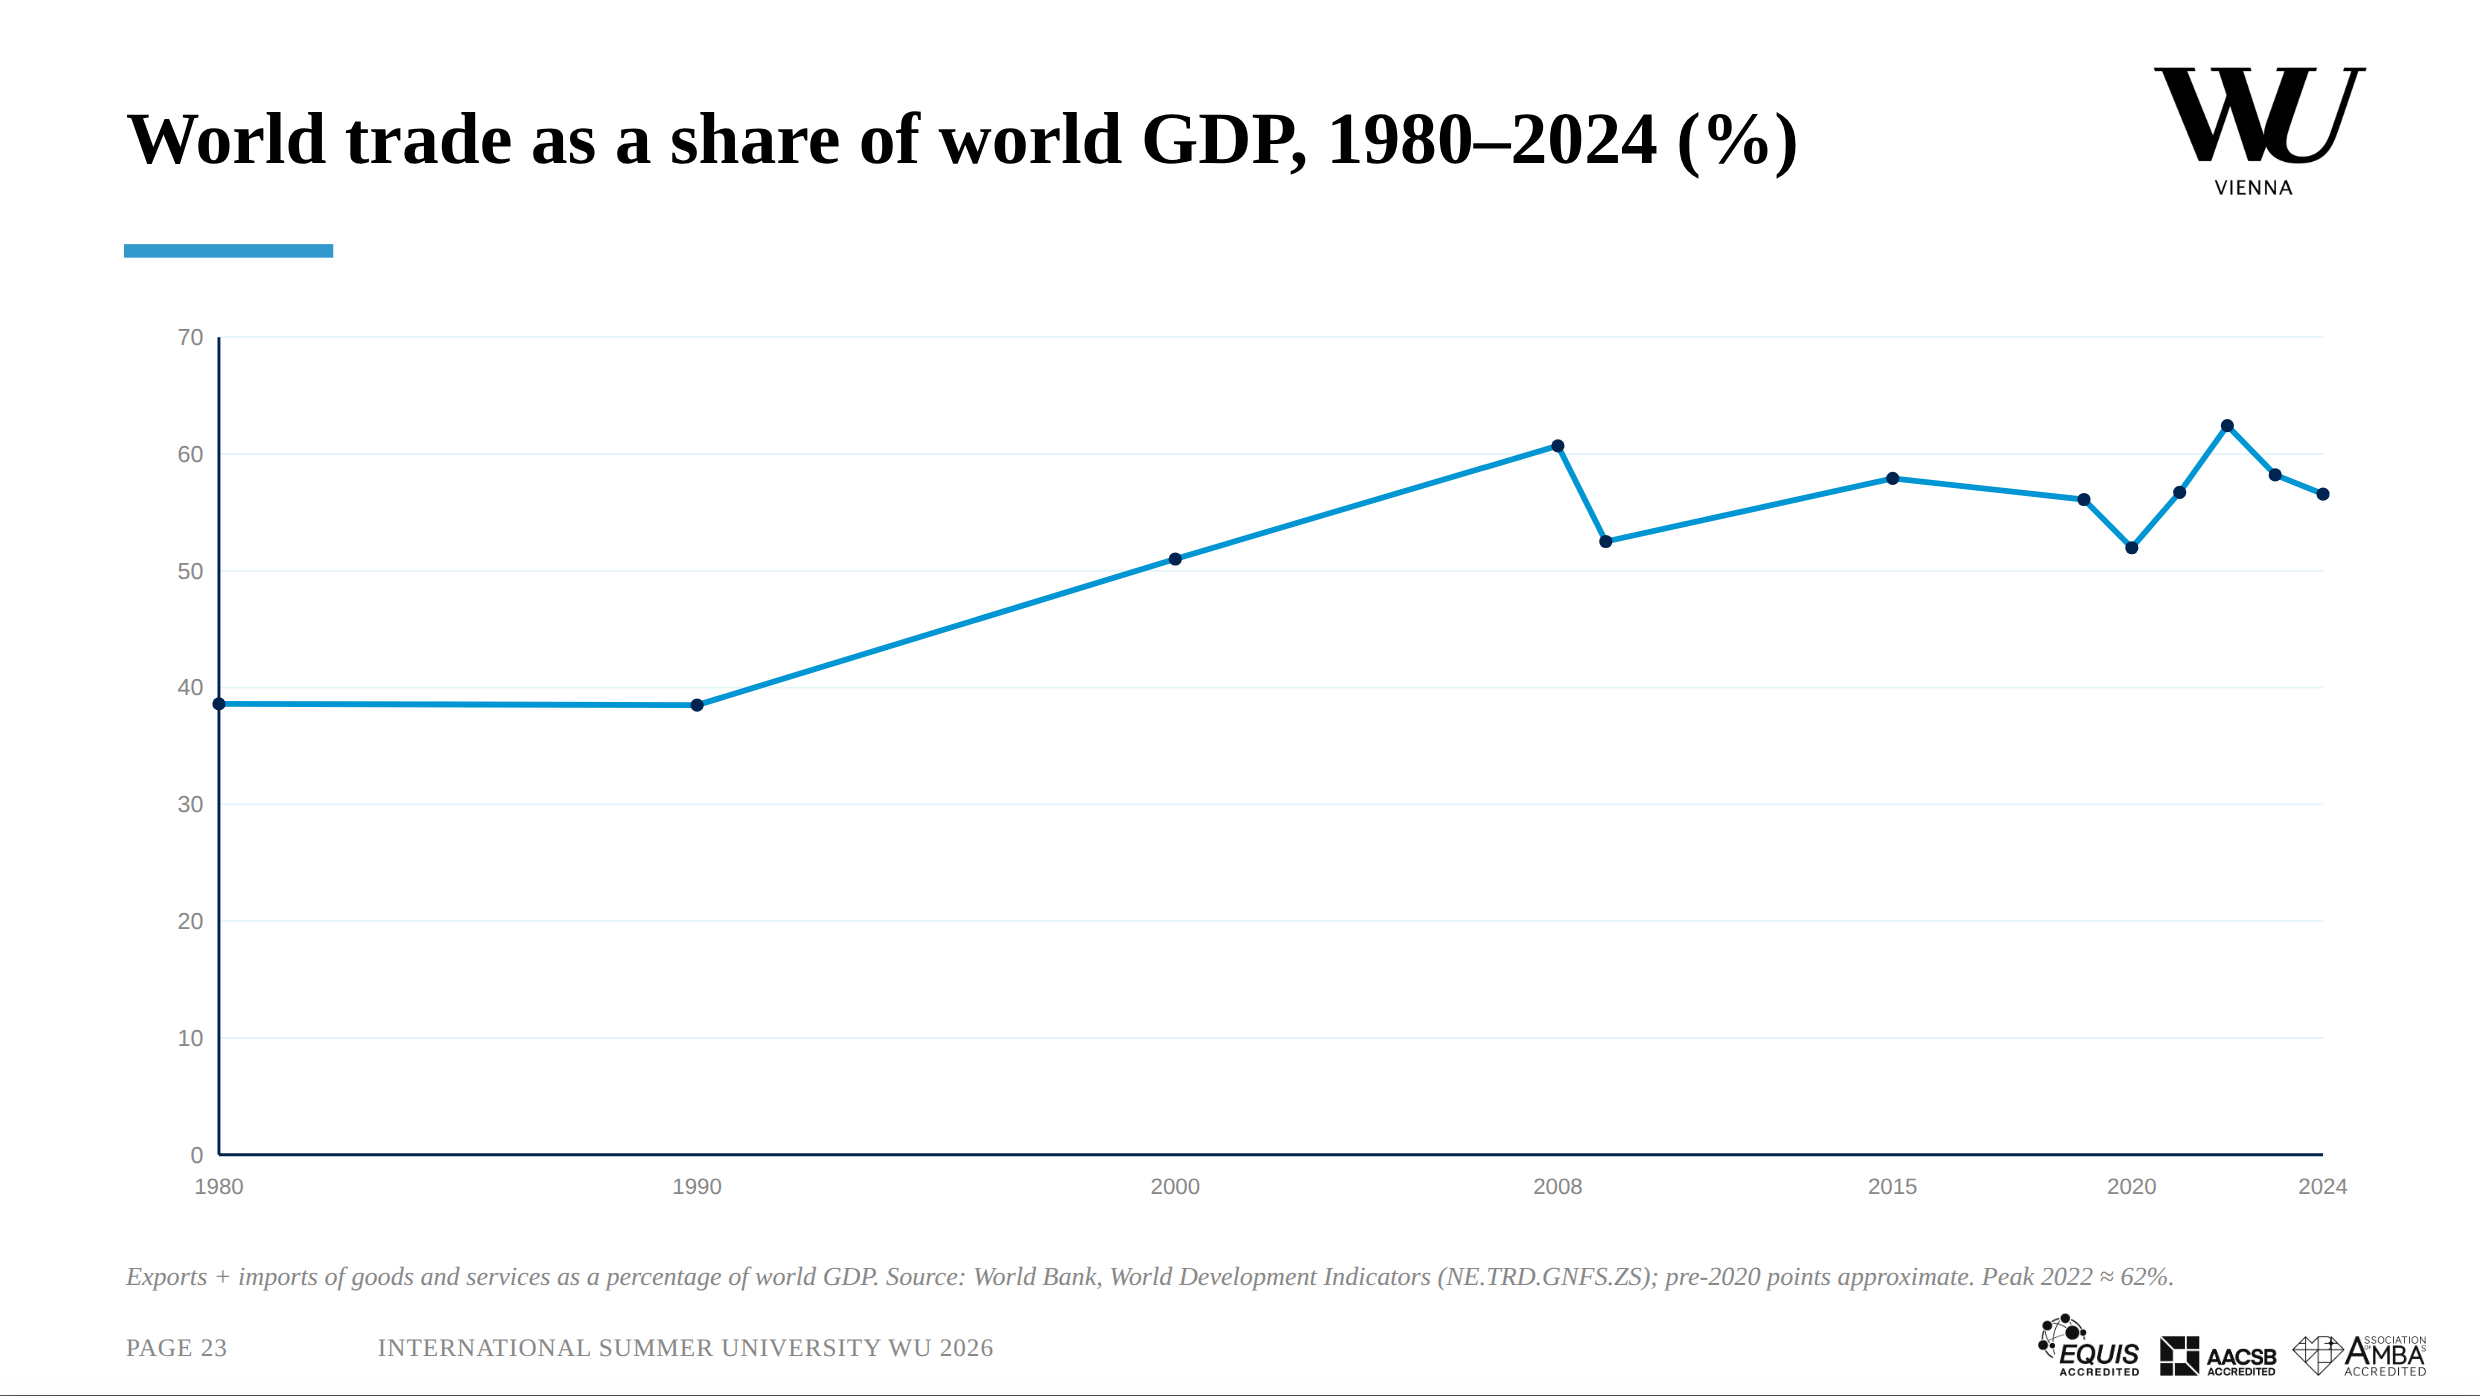 World trade as a share of world GDP, 1980–2024 (%)
WU
VIENNA
70
60
50
40
30
20
10
0
1980 1990 2000 2008 2015 2020 2024
Exports + imports of goods and services as a percentage of world GDP. Source: World Bank, World Development Indicators (NE.TRD.GNFS.ZS); pre-2020 points approximate. Peak 2022 ≈ 62%.
PAGE 23 INTERNATIONAL SUMMER UNIVERSITY WU 2026
EQUIS
ACCREDITED
AACSB
ACCREDITED
ASSOCIATION
OF MBAS
ACCREDITED